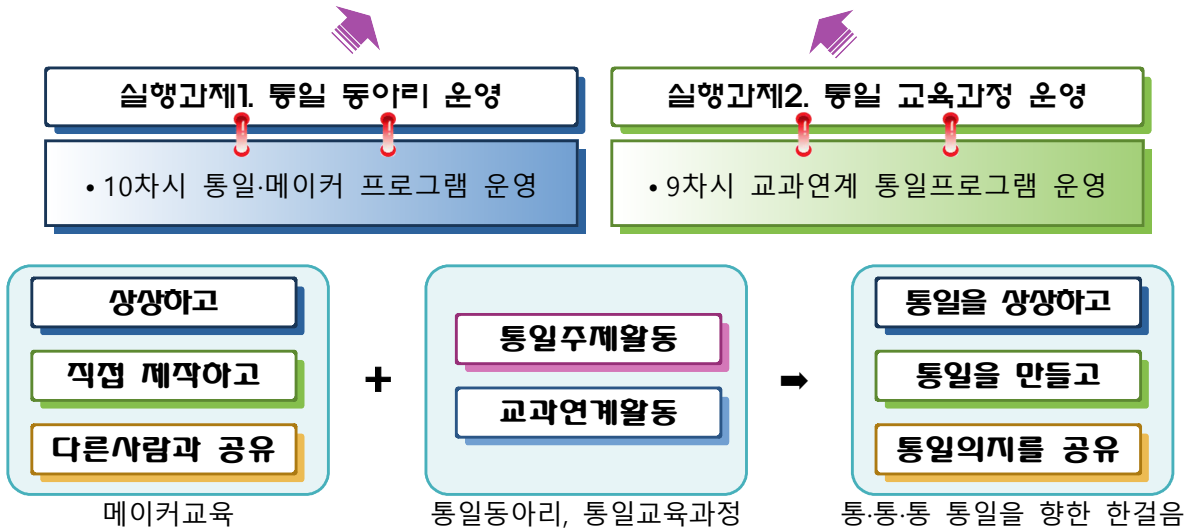 실행과제1. 통일 동아리 운영
• 10차시 통일·메이커 프로그램 운영
실행과제2. 통일 교육과정 운영
• 9차시 교과연계 통일프로그램 운영
상상하고
직접 제작하고
다른사람과 공유
메이커교육
+
통일주제활동
교과연계활동
통일동아리, 통일교육과정
➡
통일을 상상하고
통일을 만들고
통일의지를 공유
통·통·통 통일을 향한 한걸음